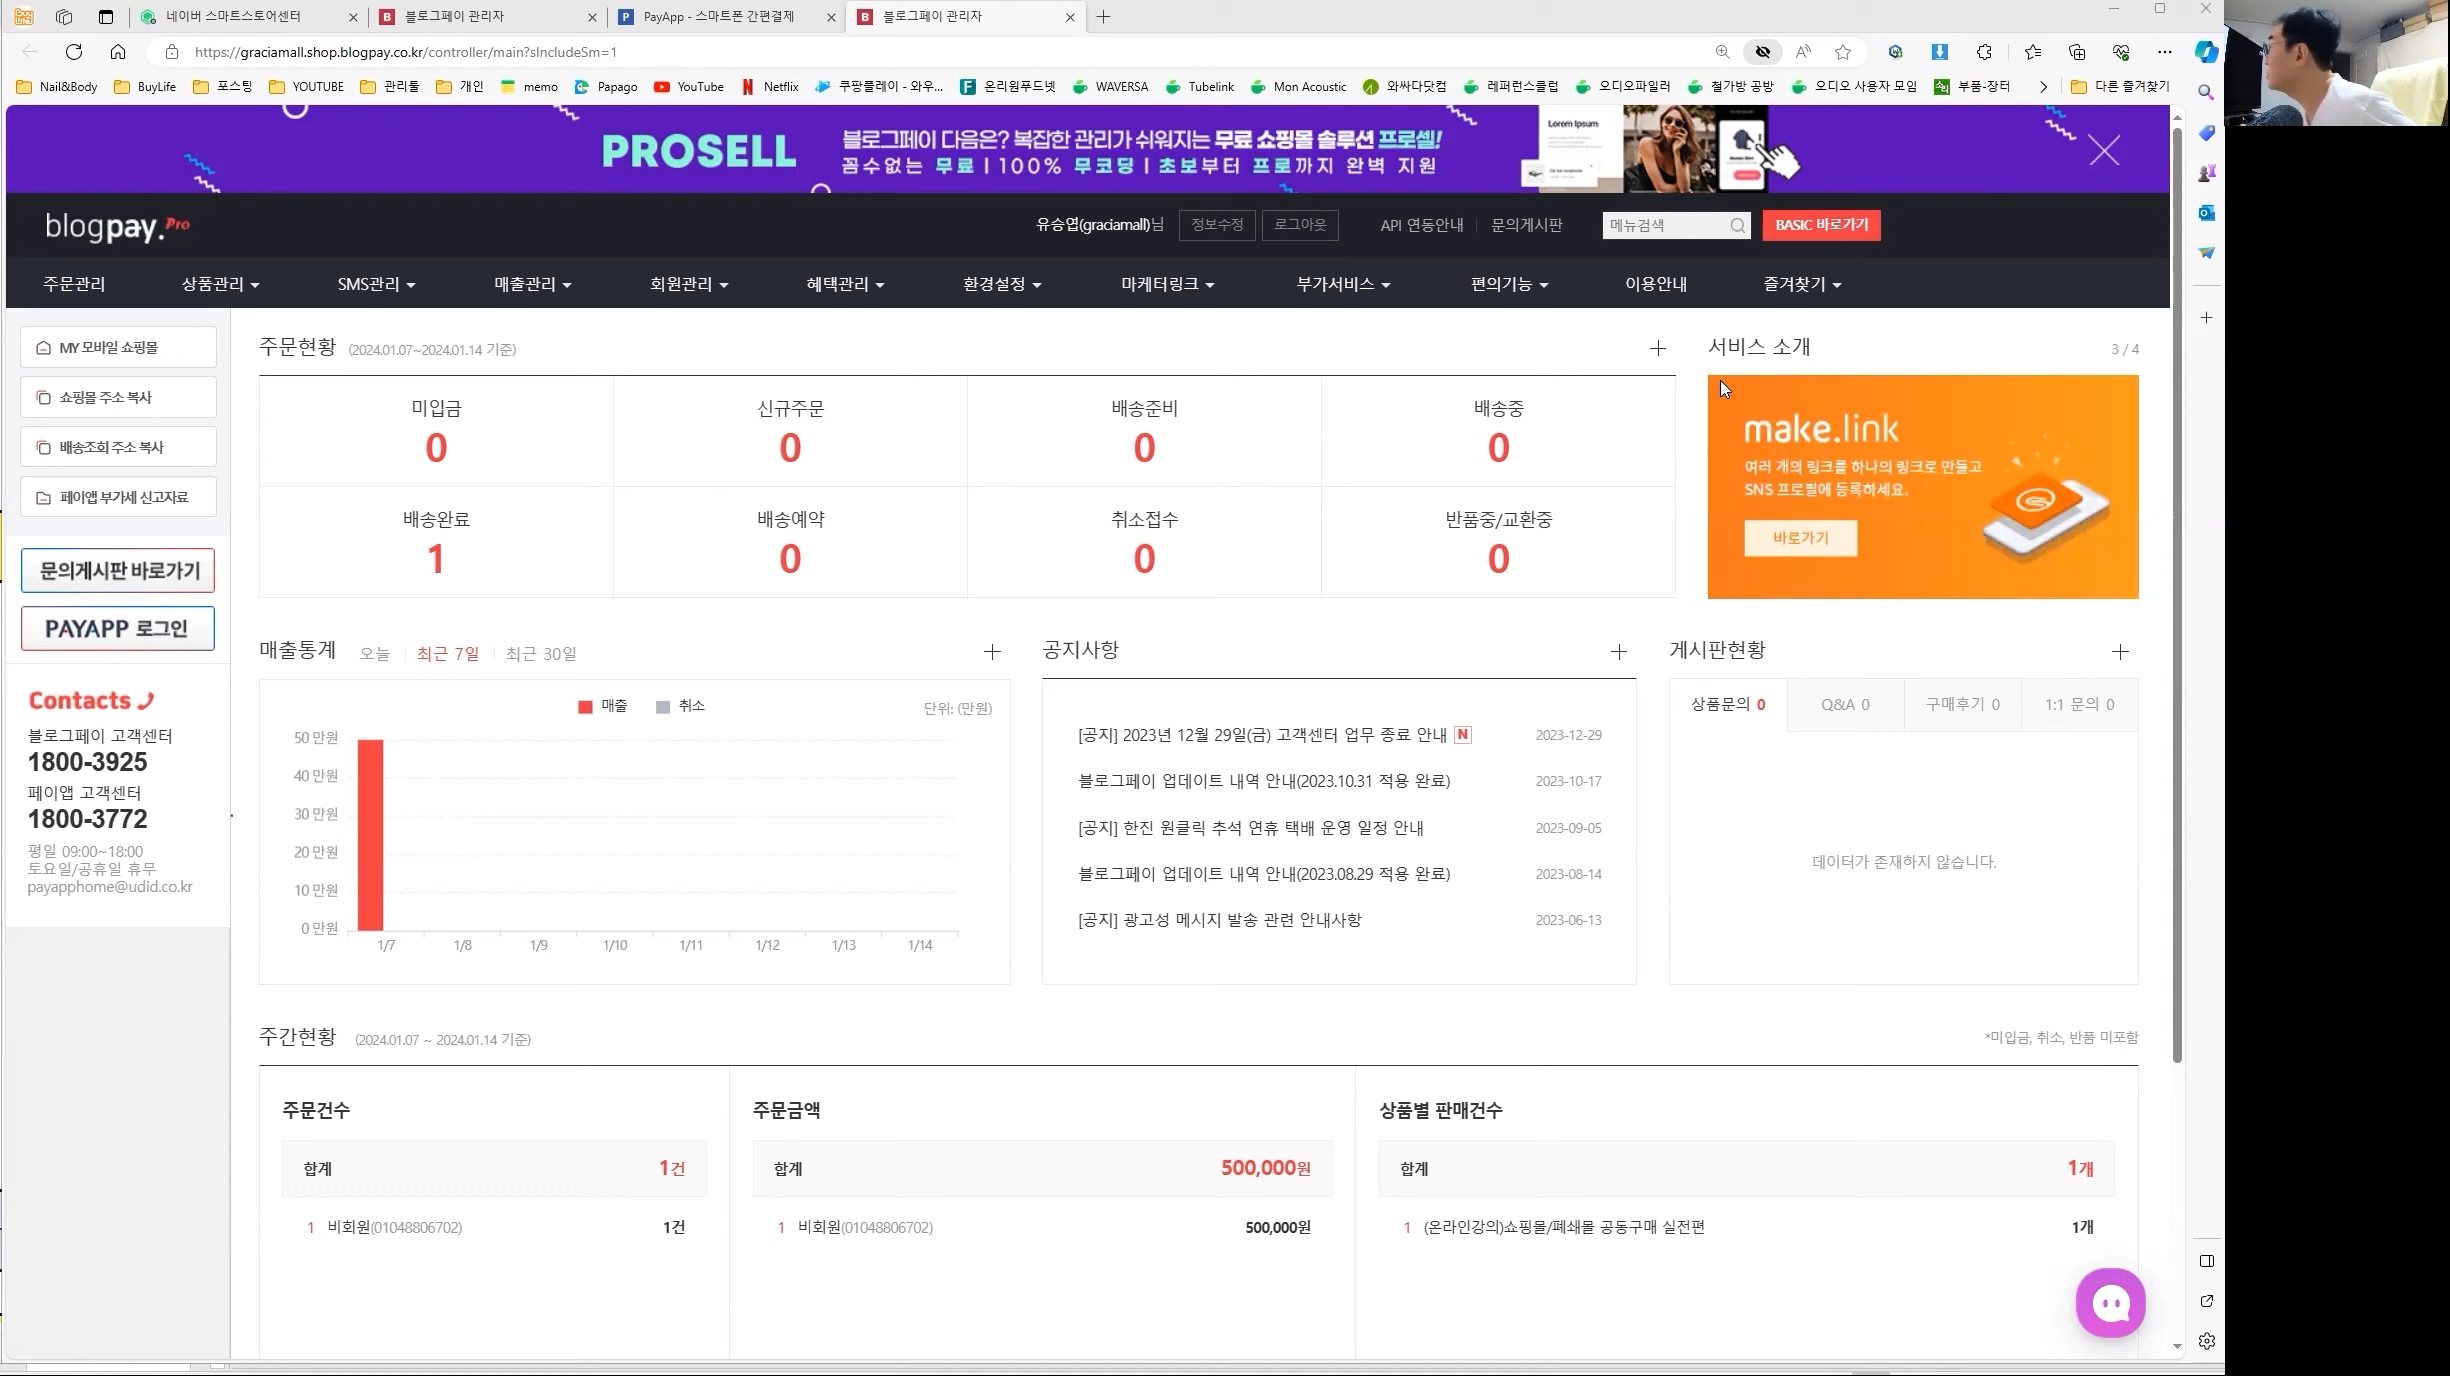 네이버 스마트스토어센터
블로그페이 관리자
PayApp - 스마트폰 간편결제
블로그페이 관리자
https://graciamall.shop.blogpay.co.kr/controller/main?sIncludeSm=1
Nail&Body BuyLife 포스팅 YOUTUBE 관리툴 개인 memo Papago YouTube Netflix 쿠팡플레이 - 와우... 온리원푸드넷 WAVERSA Tubelink Mon Acoustic 와싸다닷컴 레퍼런스클럽 오디오파일러 철가방 공방 오디오 사용자 모임 부품-장터 다른 즐겨찾기
PROSELL
블로그페이 다음은? 복잡한 관리가 쉬워지는 무료 쇼핑몰 솔루션 프로셀!
꼼수없는 무료 | 100% 무코딩 | 초보부터 프로까지 완벽 지원
Lorem Ipsum
blogpay. Pro
유승엽(graciamall)님 정보수정 로그아웃 API 연동안내 문의게시판 메뉴검색 BASIC 바로가기
주문관리 상품관리 SMS관리 매출관리 회원관리 혜택관리 환경설정 마케터링크 부가서비스 편의기능 이용안내 즐겨찾기
MY 모바일 쇼핑몰
쇼핑몰 주소 복사
배송조회 주소 복사
페이앱 부가세 신고자료
문의게시판 바로가기
PAYAPP 로그인
Contacts
블로그페이 고객센터
1800-3925
페이앱 고객센터
1800-3772
평일 09:00~18:00
토요일/공휴일 휴무
payapphome@udid.co.kr
주문현황 (2024.01.07~2024.01.14 기준)
미입금 신규주문 배송준비 배송중
0 0 0 0
배송완료 배송예약 취소접수 반품중/교환중
1 0 0 0
서비스 소개 3 / 4
make.link
여러 개의 링크를 하나의 링크로 만들고
SNS 프로필에 등록하세요.
바로가기
매출통계 오늘 최근 7일 최근 30일
매출 취소 단위: (만원)
50 만원
40 만원
30 만원
20 만원
10 만원
0 만원
1/7 1/8 1/9 1/10 1/11 1/12 1/13 1/14
공지사항
[공지] 2023년 12월 29일(금) 고객센터 업무 종료 안내 N 2023-12-29
블로그페이 업데이트 내역 안내(2023.10.31 적용 완료) 2023-10-17
[공지] 한진 원클릭 추석 연휴 택배 운영 일정 안내 2023-09-05
블로그페이 업데이트 내역 안내(2023.08.29 적용 완료) 2023-08-14
[공지] 광고성 메시지 발송 관련 안내사항 2023-06-13
게시판현황
상품문의 0 Q&A 0 구매후기 0 1:1 문의 0
데이터가 존재하지 않습니다.
주간현황 (2024.01.07 ~ 2024.01.14 기준) *미입금, 취소, 반품 미포함
주문건수
합계 1건
1 비회원(01048806702) 1건
주문금액
합계 500,000원
1 비회원(01048806702) 500,000원
상품별 판매건수
합계 1개
1 (온라인강의)쇼핑몰/폐쇄몰 공동구매 실전편 1개